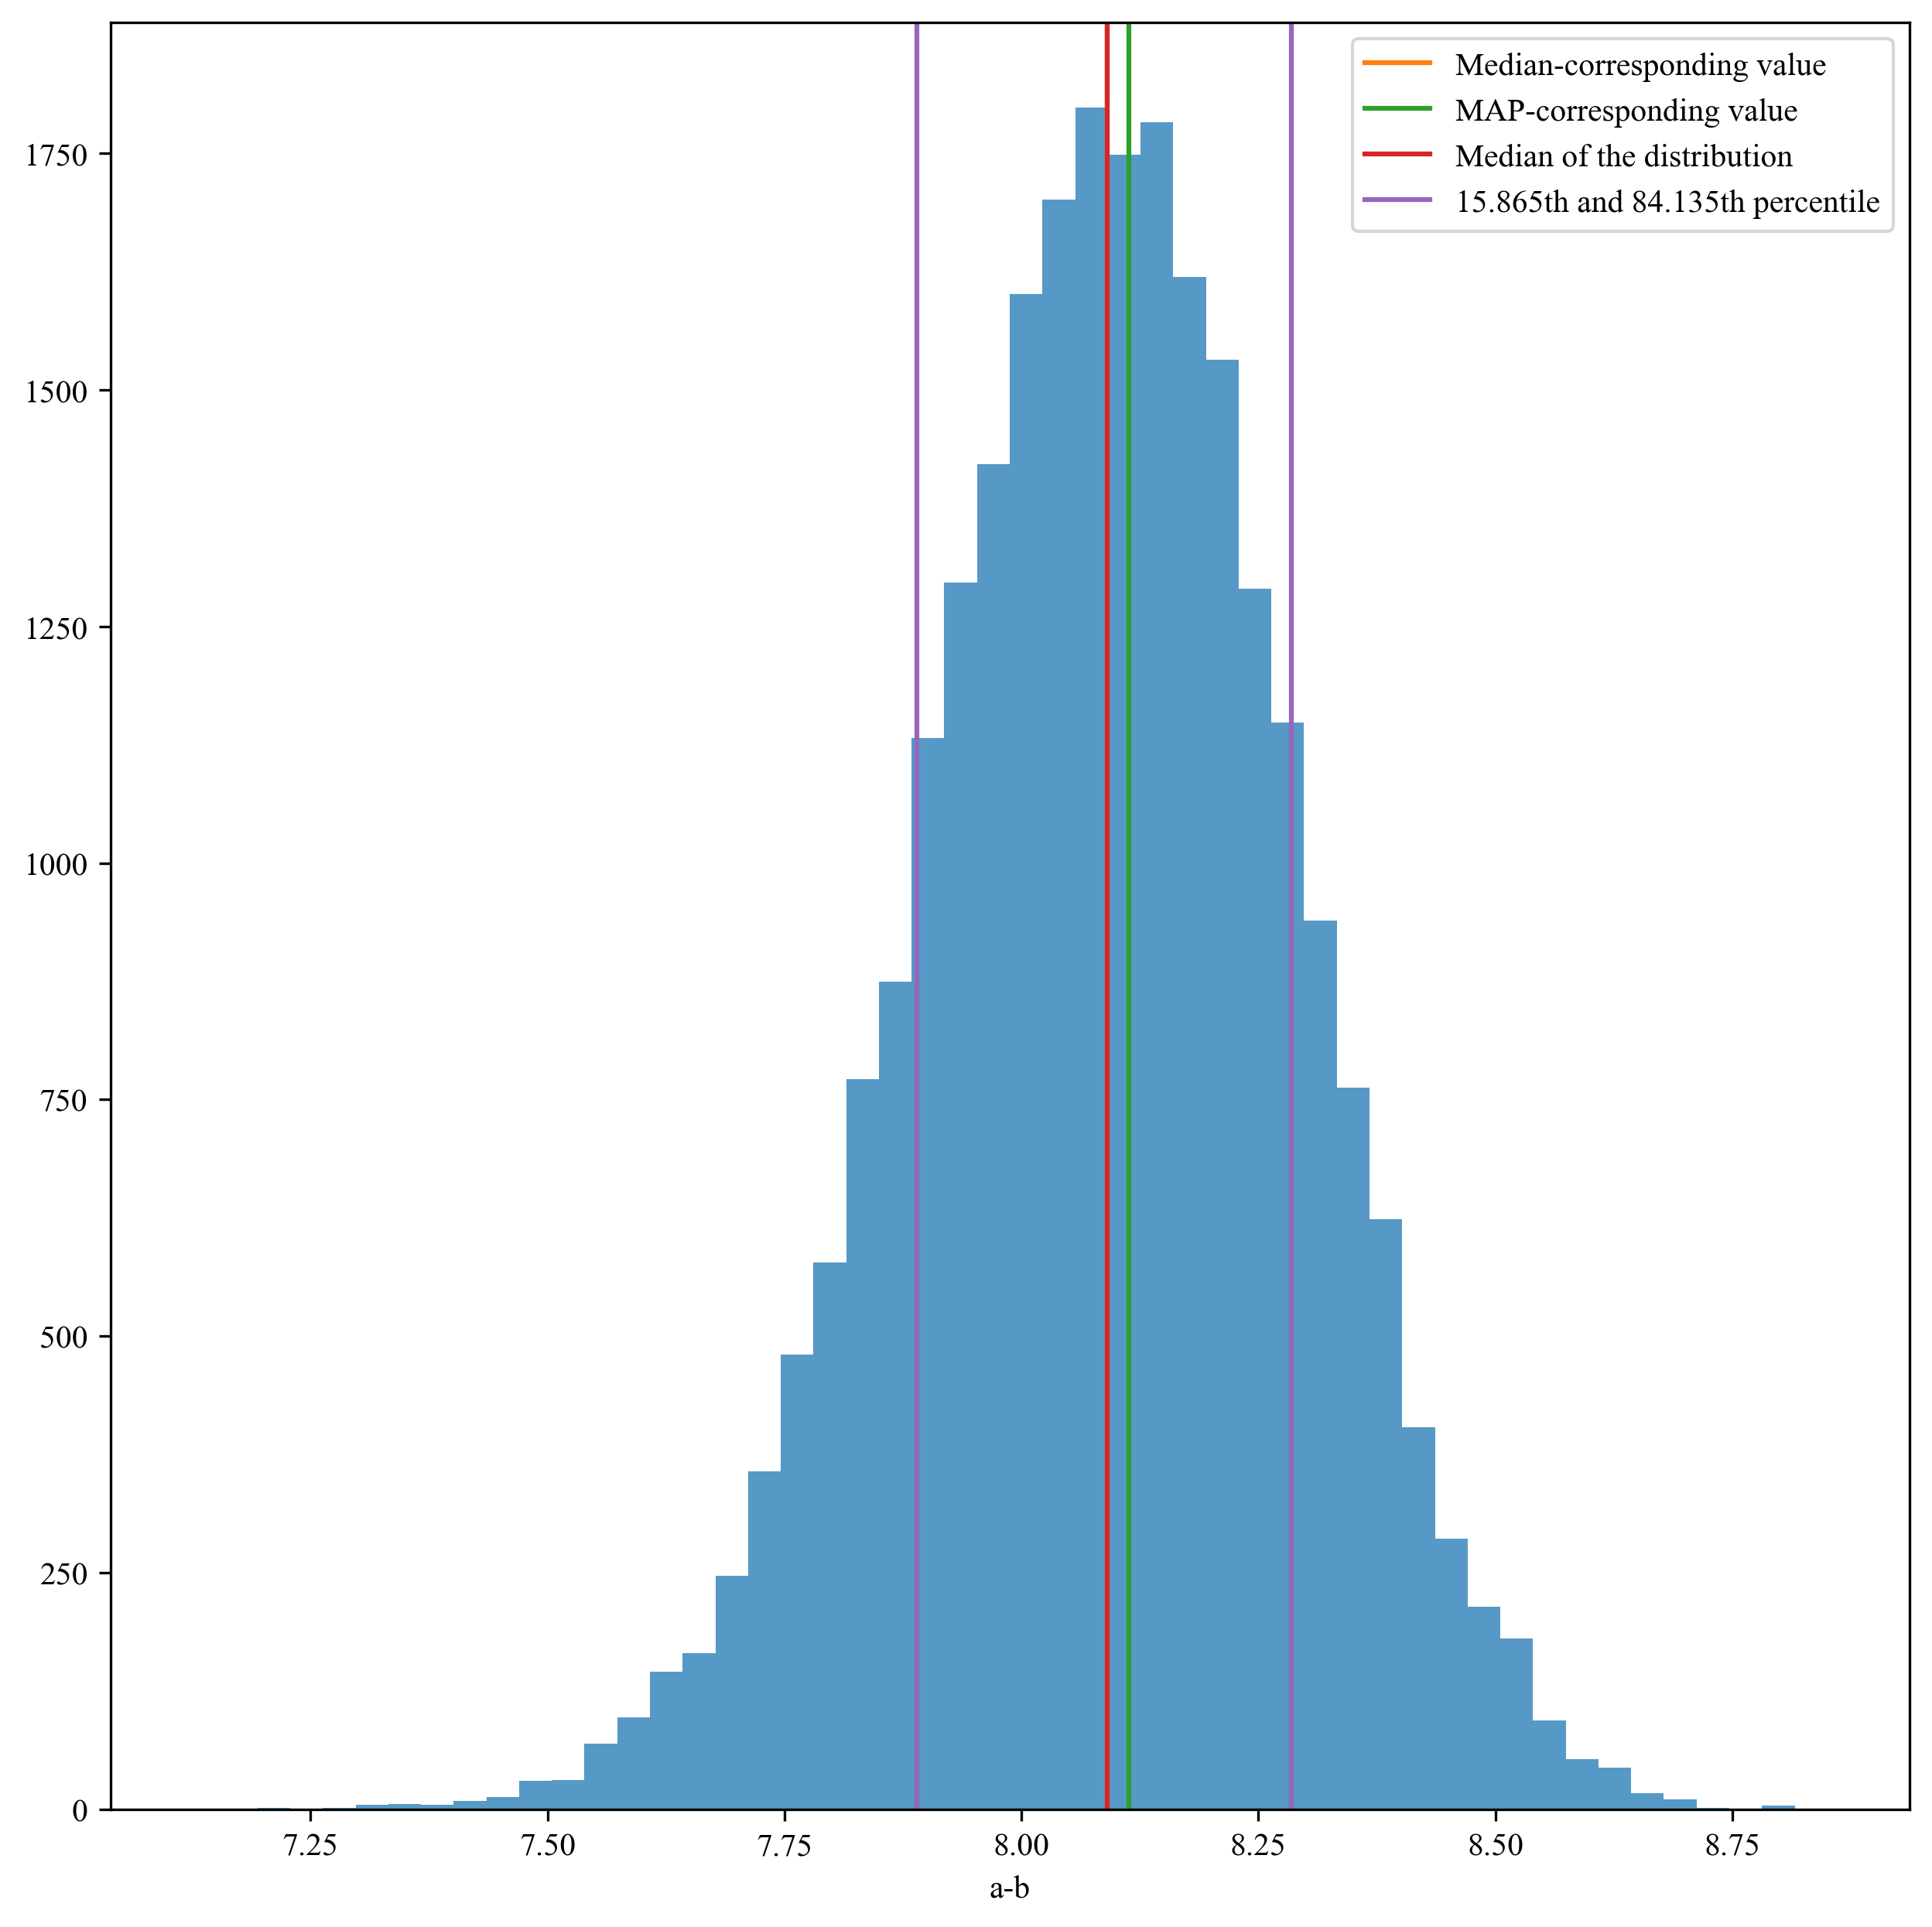 Median-corresponding value
MAP-corresponding value
Median of the distribution
15.865th and 84.135th percentile
1750
1500
1250
1000
750
500
250
0
7.25 7.50 7.75 8.00 8.25 8.50 8.75
a-b